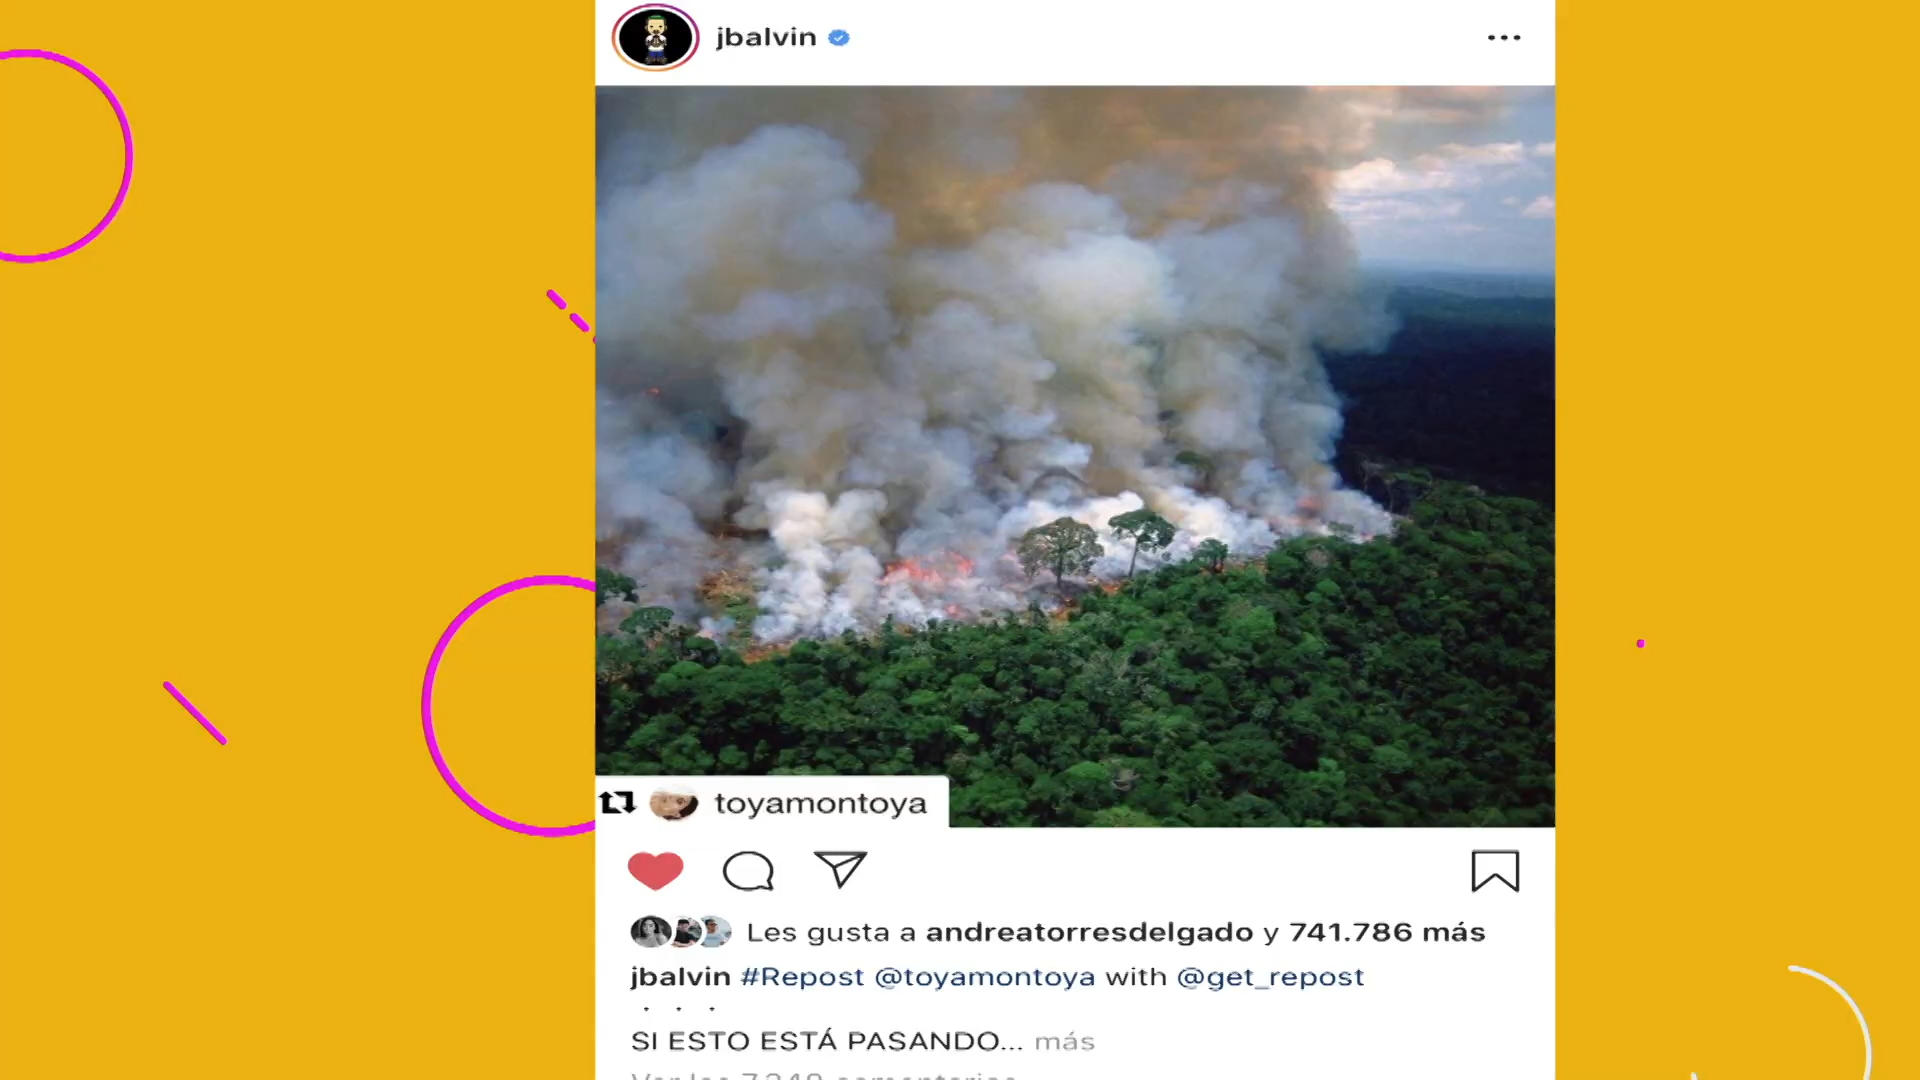 jbalvin
toyamontoya
Les gusta a andreatorresdelgado y 741.786 más
jbalvin #Repost @toyamontoya with @get_repost
. . .
SI ESTO ESTÁ PASANDO... más